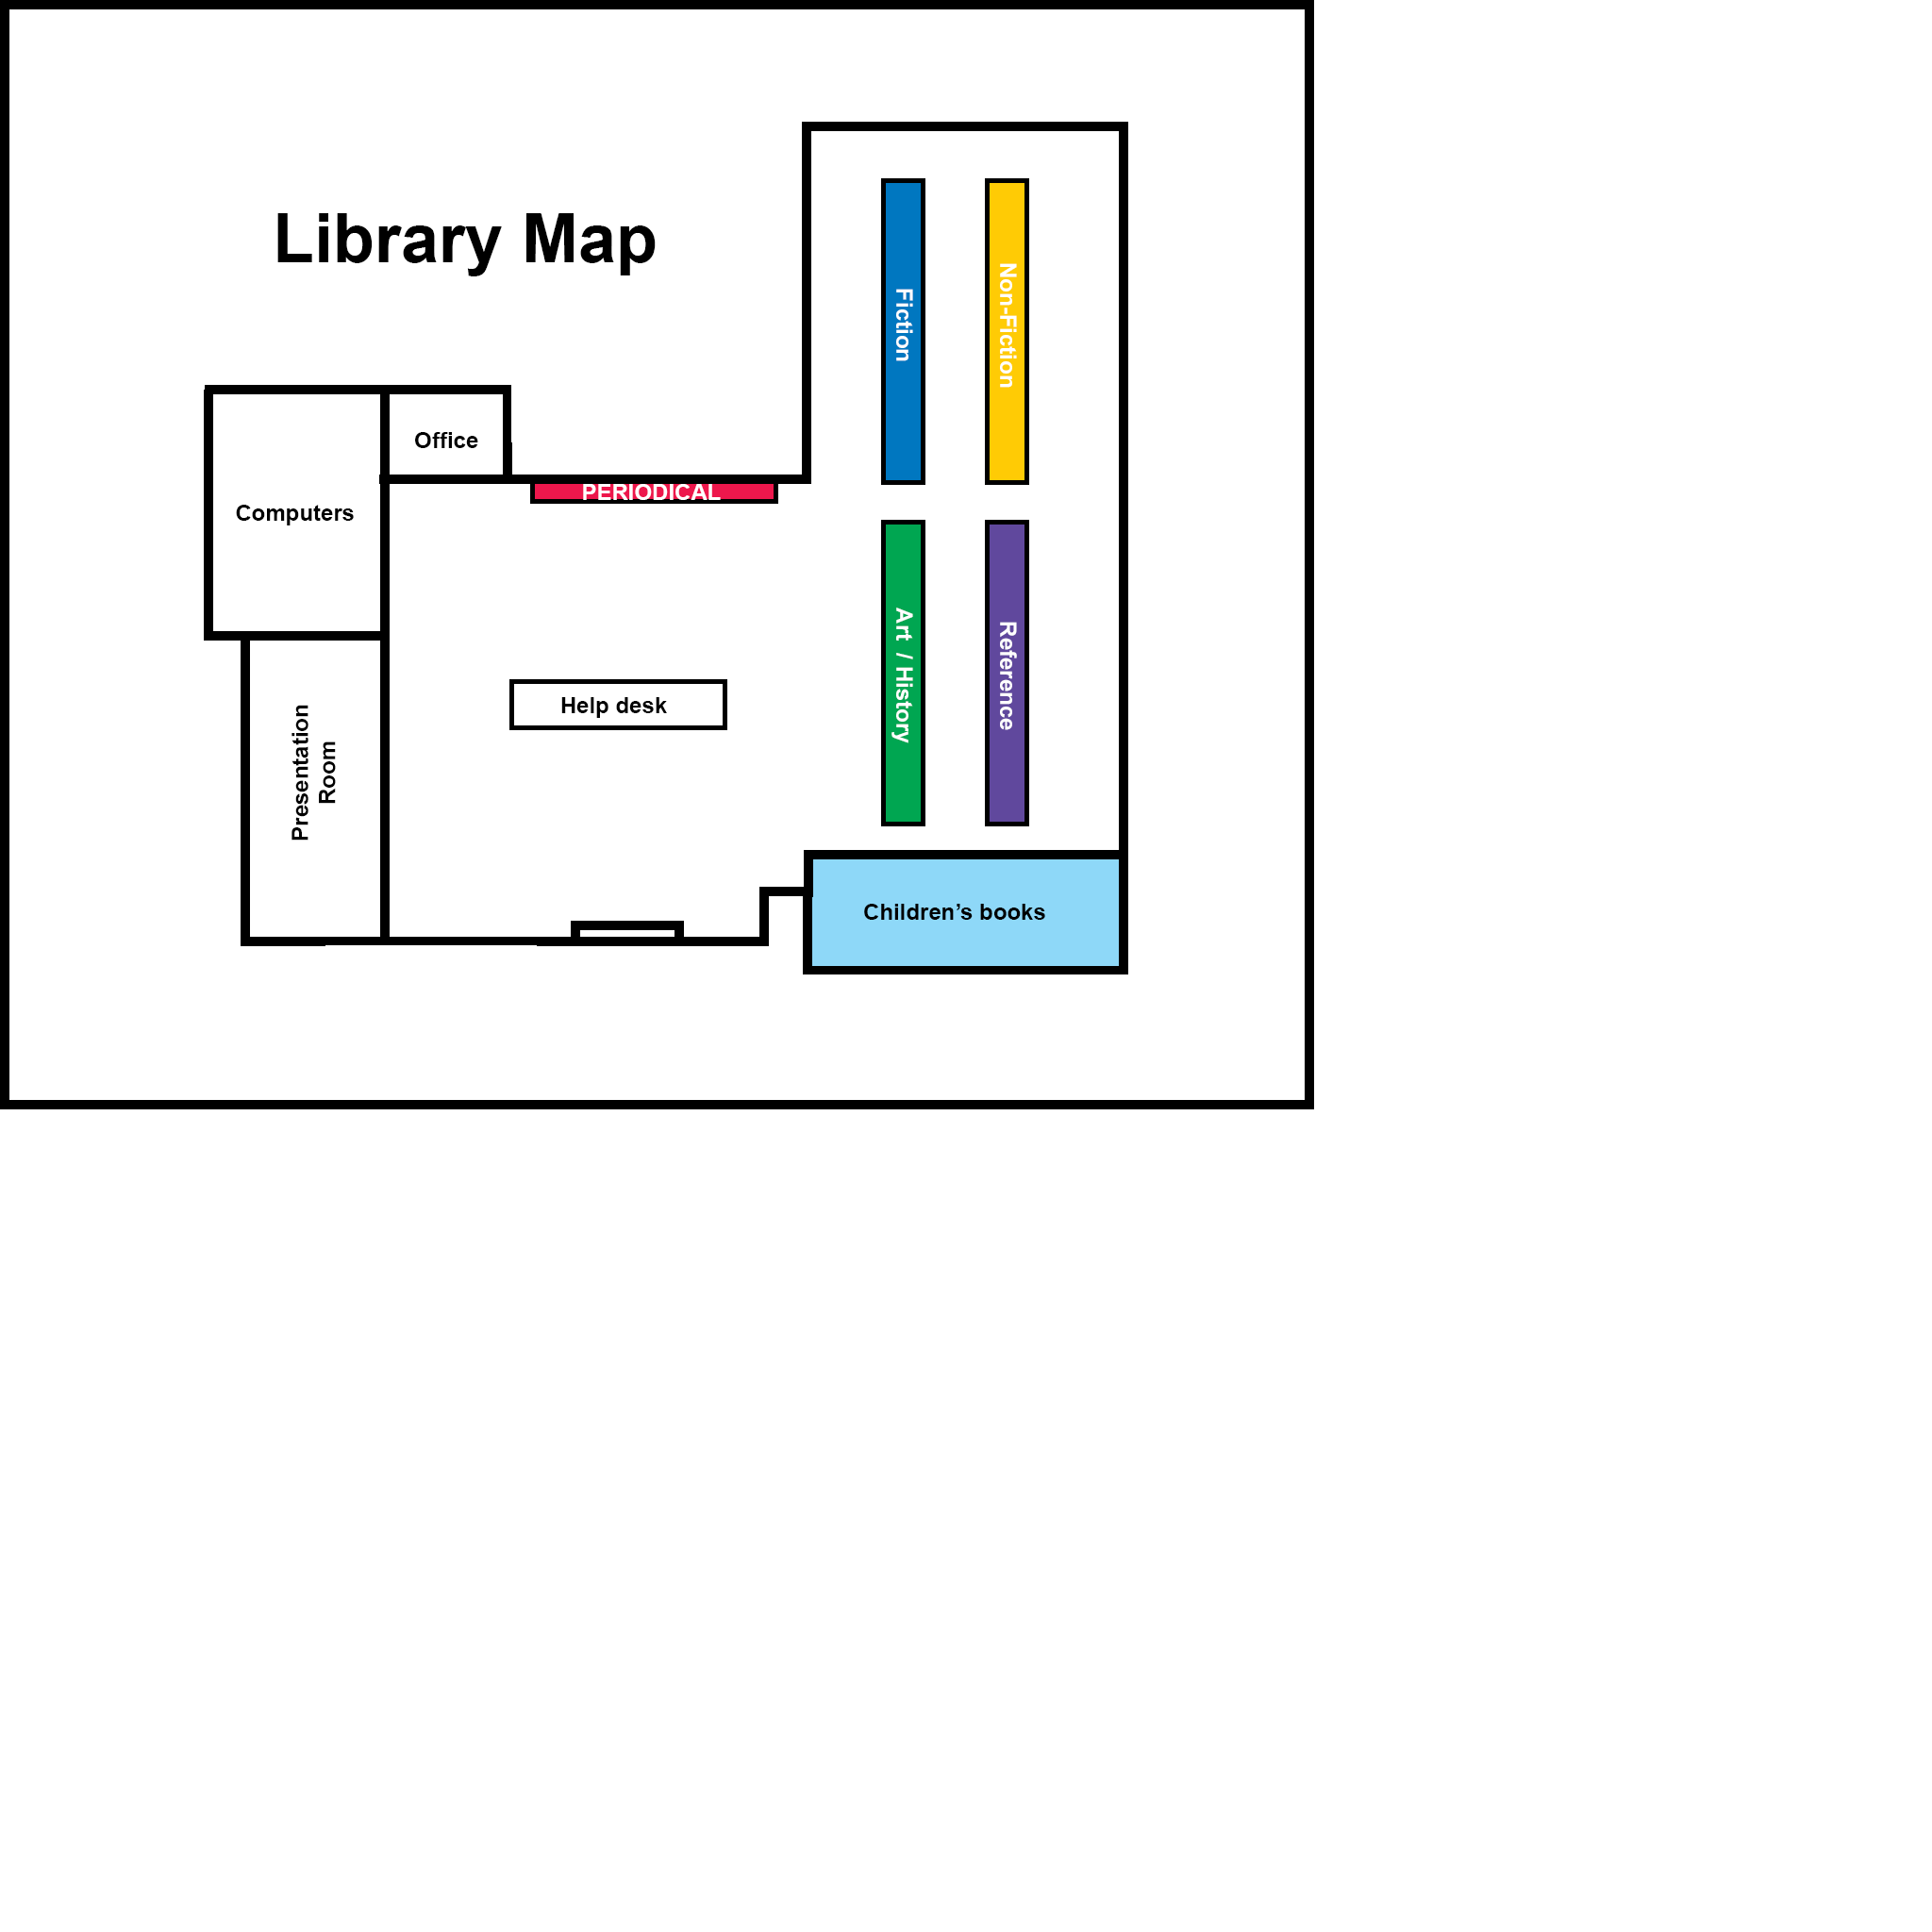 Library Map
Fiction
Non-Fiction
Office
PERIODICAL
Computers
Art / History
Reference
Help desk
Presentation
Room
Children’s books